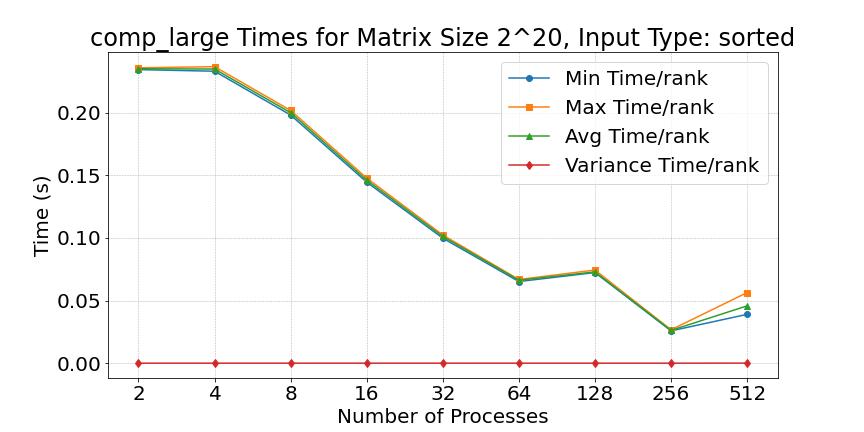 comp_large Times for Matrix Size 2^20, Input Type: sorted
Min Time/rank
Max Time/rank
Avg Time/rank
Variance Time/rank
Time (s)
0.20
0.15
0.10
0.05
0.00
2 4 8 16 32 64 128 256 512
Number of Processes